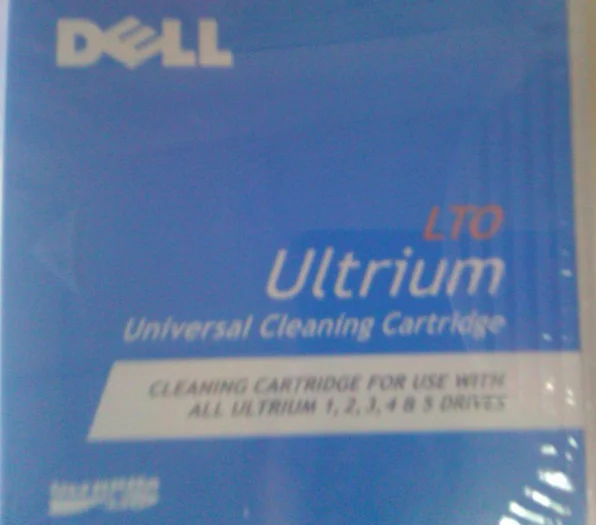 DELL
LTO
Ultrium
Universal Cleaning Cartridge
CLEANING CARTRIDGE FOR USE WITH
ALL ULTRIUM 1, 2, 3, 4 & 5 DRIVES